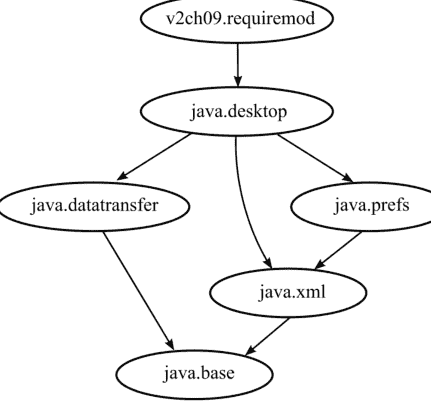 v2ch09.requiremod
java.desktop
java.datatransfer
java.prefs
java.xml
java.base